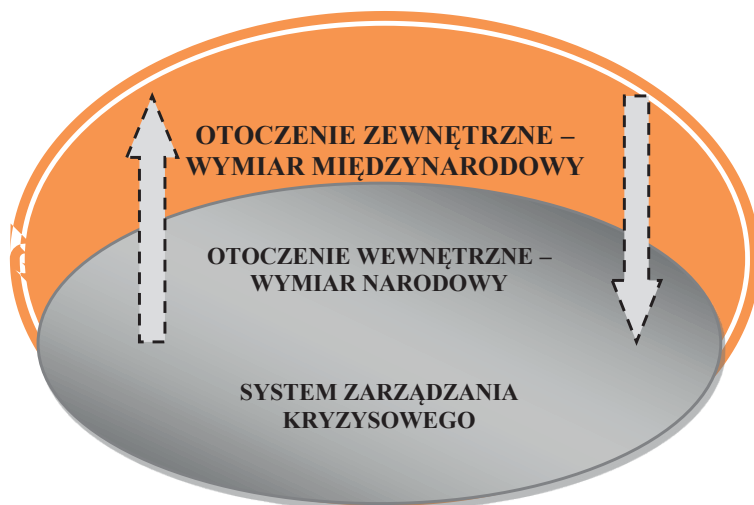 OTOCZENIE ZEWNĘTRZNE –
WYMIAR MIĘDZYNARODOWY
OTOCZENIE WEWNĘTRZNE –
WYMIAR NARODOWY
SYSTEM ZARZĄDZANIA
KRYZYSOWEGO